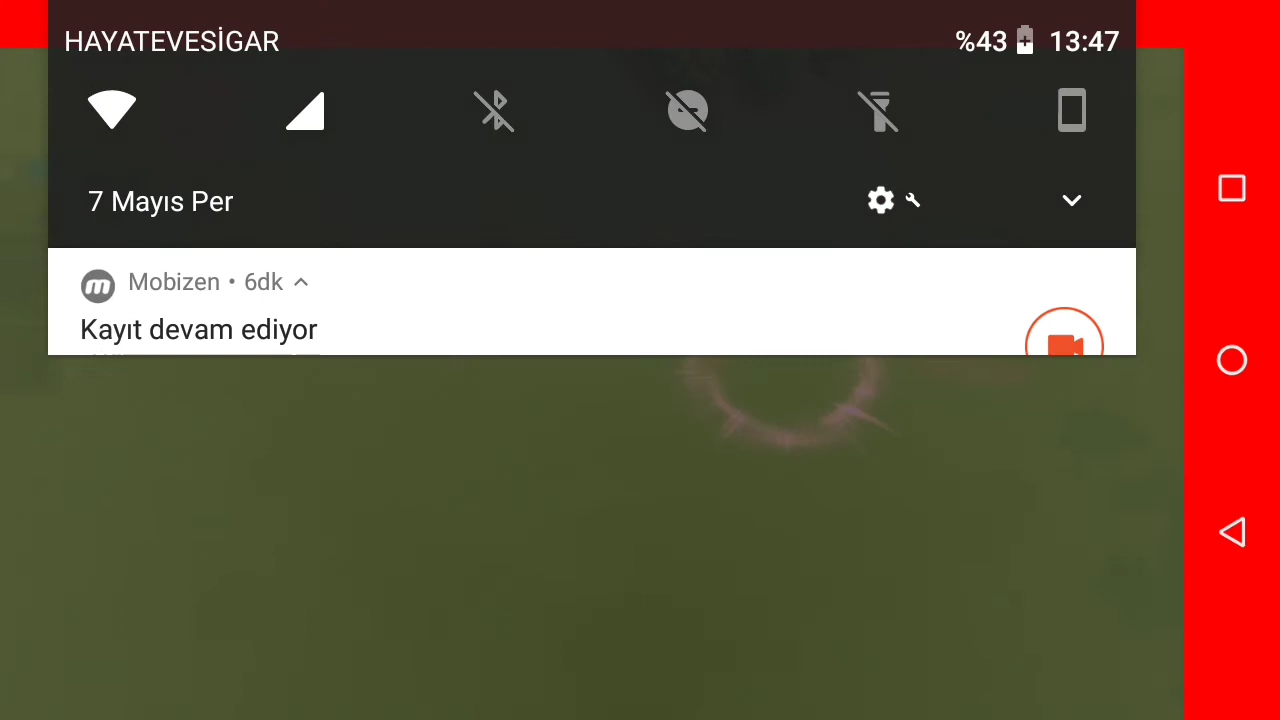 HAYATEVESİGAR
%43 13:47
7 Mayıs Per
Mobizen • 6dk
Kayıt devam ediyor